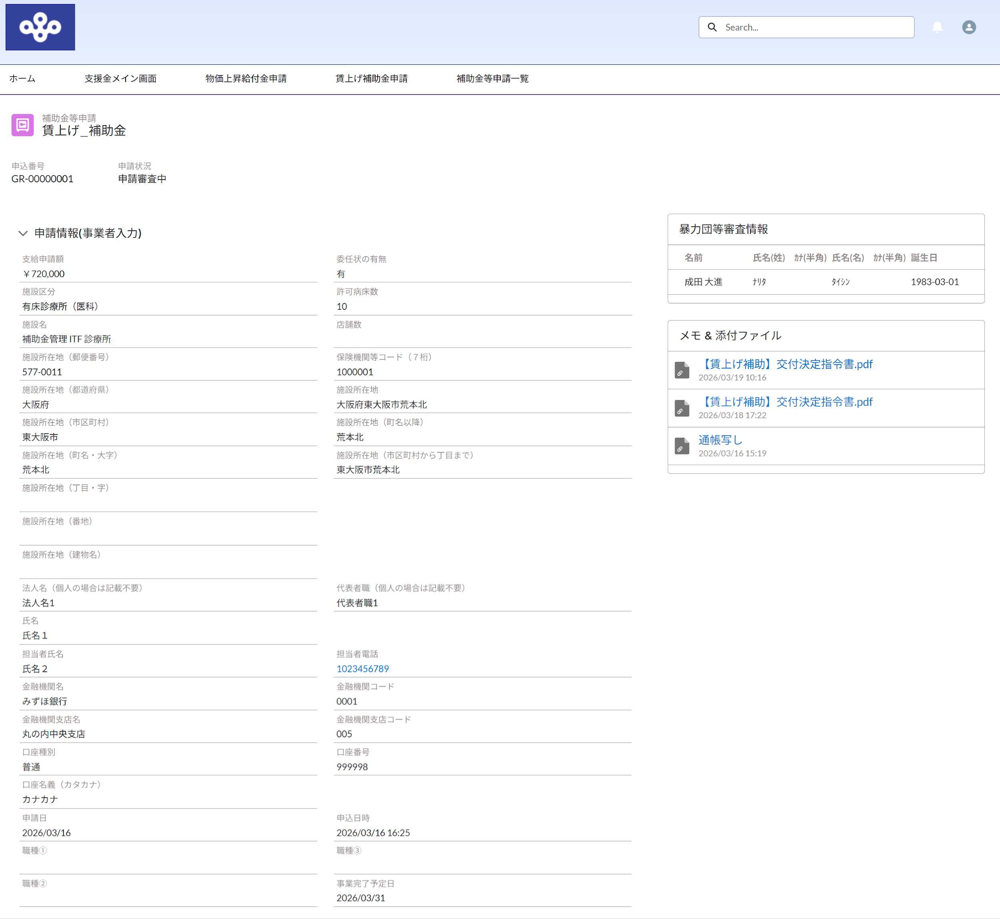 Search...
ホーム 支援金メイン画面 物価上昇給付金申請 賃上げ補助金申請 補助金等申請一覧
補助金等申請
賃上げ_補助金
申込番号 申請状況
GR-00000001 申請審査中
申請情報(事業者入力)
支給申請額 委任状の有無
￥720,000 有
施設区分 許可病床数
有床診療所（医科） 10
施設名 店舗数
補助金管理 ITF 診療所
施設所在地（郵便番号） 保険機関等コード（７桁）
577-0011 1000001
施設所在地（都道府県） 施設所在地
大阪府 大阪府東大阪市荒本北
施設所在地（市区町村） 施設所在地（町名以降）
東大阪市 荒本北
施設所在地（町名・大字） 施設所在地（市区町村から丁目まで）
荒本北 東大阪市荒本北
施設所在地（丁目・字）
施設所在地（番地）
施設所在地（建物名）
法人名（個人の場合は記載不要） 代表者職（個人の場合は記載不要）
法人名1 代表者職1
氏名
氏名１
担当者氏名 担当者電話
氏名２ 1023456789
金融機関名 金融機関コード
みずほ銀行 0001
金融機関支店名 金融機関支店コード
丸の内中央支店 005
口座種別 口座番号
普通 999998
口座名義（カタカナ）
カナカナ
申請日 申込日時
2026/03/16 2026/03/16 16:25
職種① 職種③
職種② 事業完了予定日
2026/03/31
暴力団等審査情報
名前 氏名(姓) ｶﾅ(半角) 氏名(名) ｶﾅ(半角) 誕生日
成田 大進 ﾅﾘﾀ ﾀｲｼﾝ 1983-03-01
メモ & 添付ファイル
【賃上げ補助】交付決定指令書.pdf
2026/03/19 10:16
【賃上げ補助】交付決定指令書.pdf
2026/03/18 17:22
通帳写し
2026/03/16 15:19